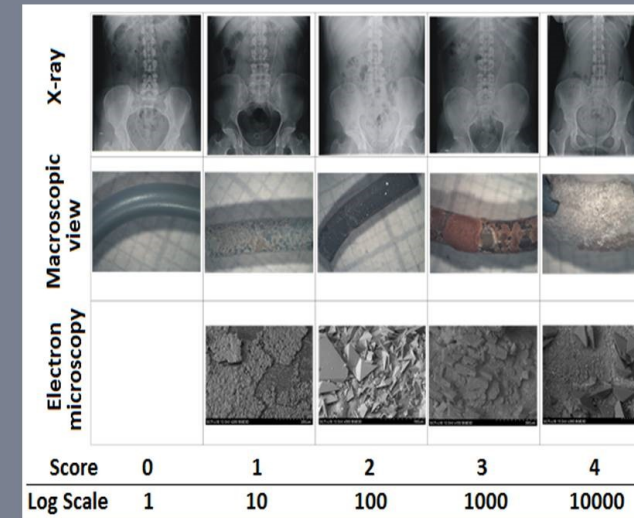 X-ray
Macroscopic
view
Electron
microscopy
Score 0 1 2 3 4
Log Scale 1 10 100 1000 10000